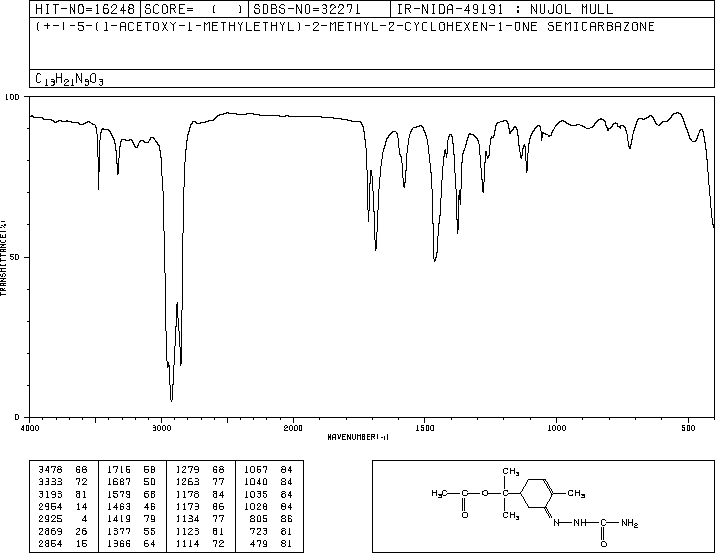 HIT-NO=16248 SCORE= ( ) SDBS-NO=32271 IR-NIDA-49191 : NUJOL MULL
(+-)-5-(1-ACETOXY-1-METHYLETHYL)-2-METHYL-2-CYCLOHEXEN-1-ONE SEMICARBAZONE
C13H21N3O3
100
50
0
TRANSMITTANCE(%)
4000 3000 2000 1500 1000 500
WAVENUMBER(-1)
3478 68 1716 58 1279 68 1057 84
3333 72 1687 50 1263 77 1040 84
3193 81 1579 68 1178 84 1035 84
2954 14 1463 46 1173 86 1028 84
2925 4 1419 79 1134 77 805 86
2869 26 1377 55 1123 81 723 81
2854 15 1366 64 1114 72 479 81
CH3
H3C C O C CH3
O CH3
N NH C NH2
O